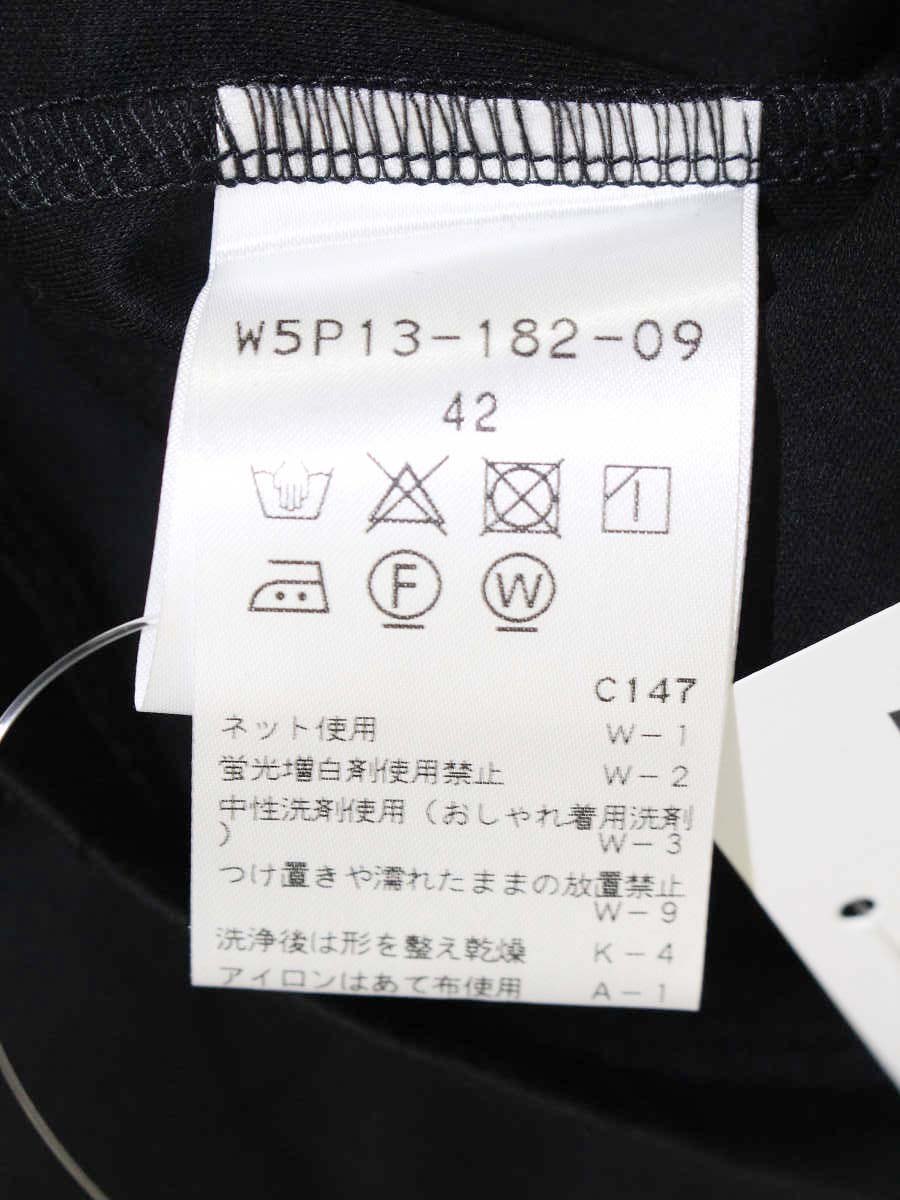 W5P13-182-09
42
F W
C147
ネット使用 W-1
蛍光増白剤使用禁止 W-2
中性洗剤使用（おしゃれ着用洗剤
） W-3
つけ置きや濡れたままの放置禁止
W-9
洗浄後は形を整え乾燥 K-4
アイロンはあて布使用 A-1